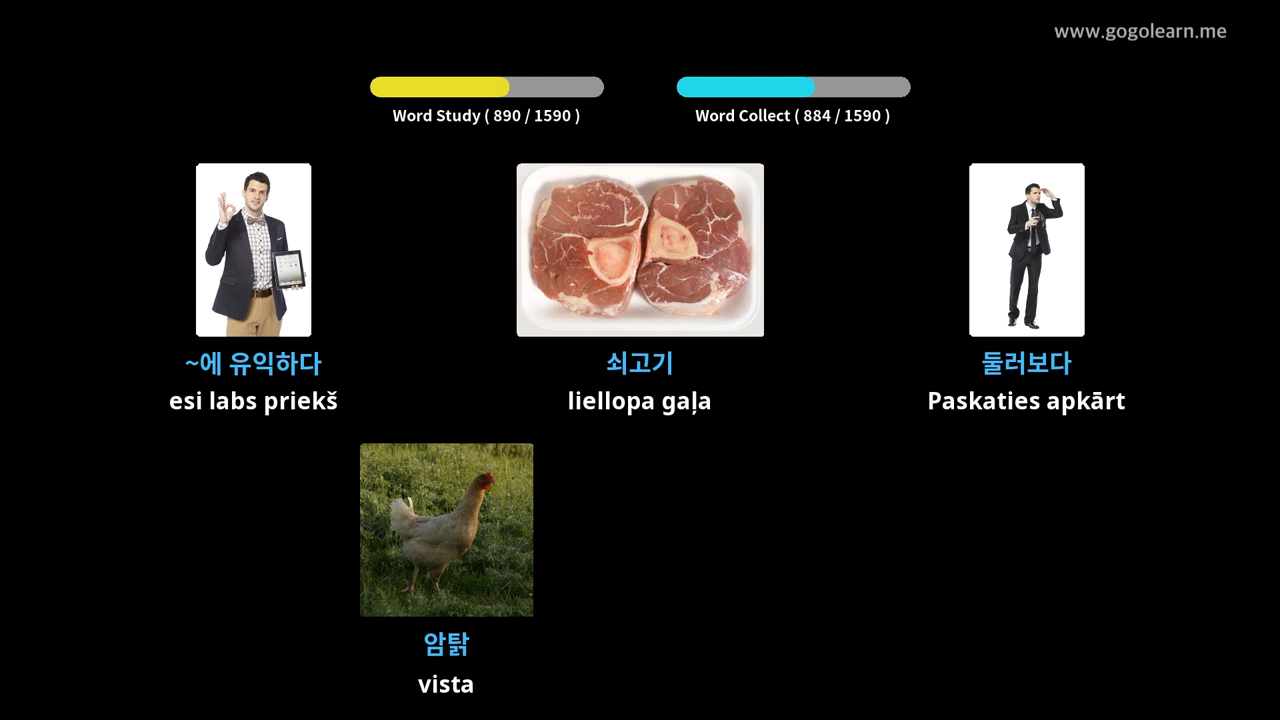 www.gogolearn.me
Word Study ( 890 / 1590 )
Word Collect ( 884 / 1590 )
~에 유익하다
esi labs priekš
쇠고기
liellopa gaļa
둘러보다
Paskaties apkārt
암탉
vista